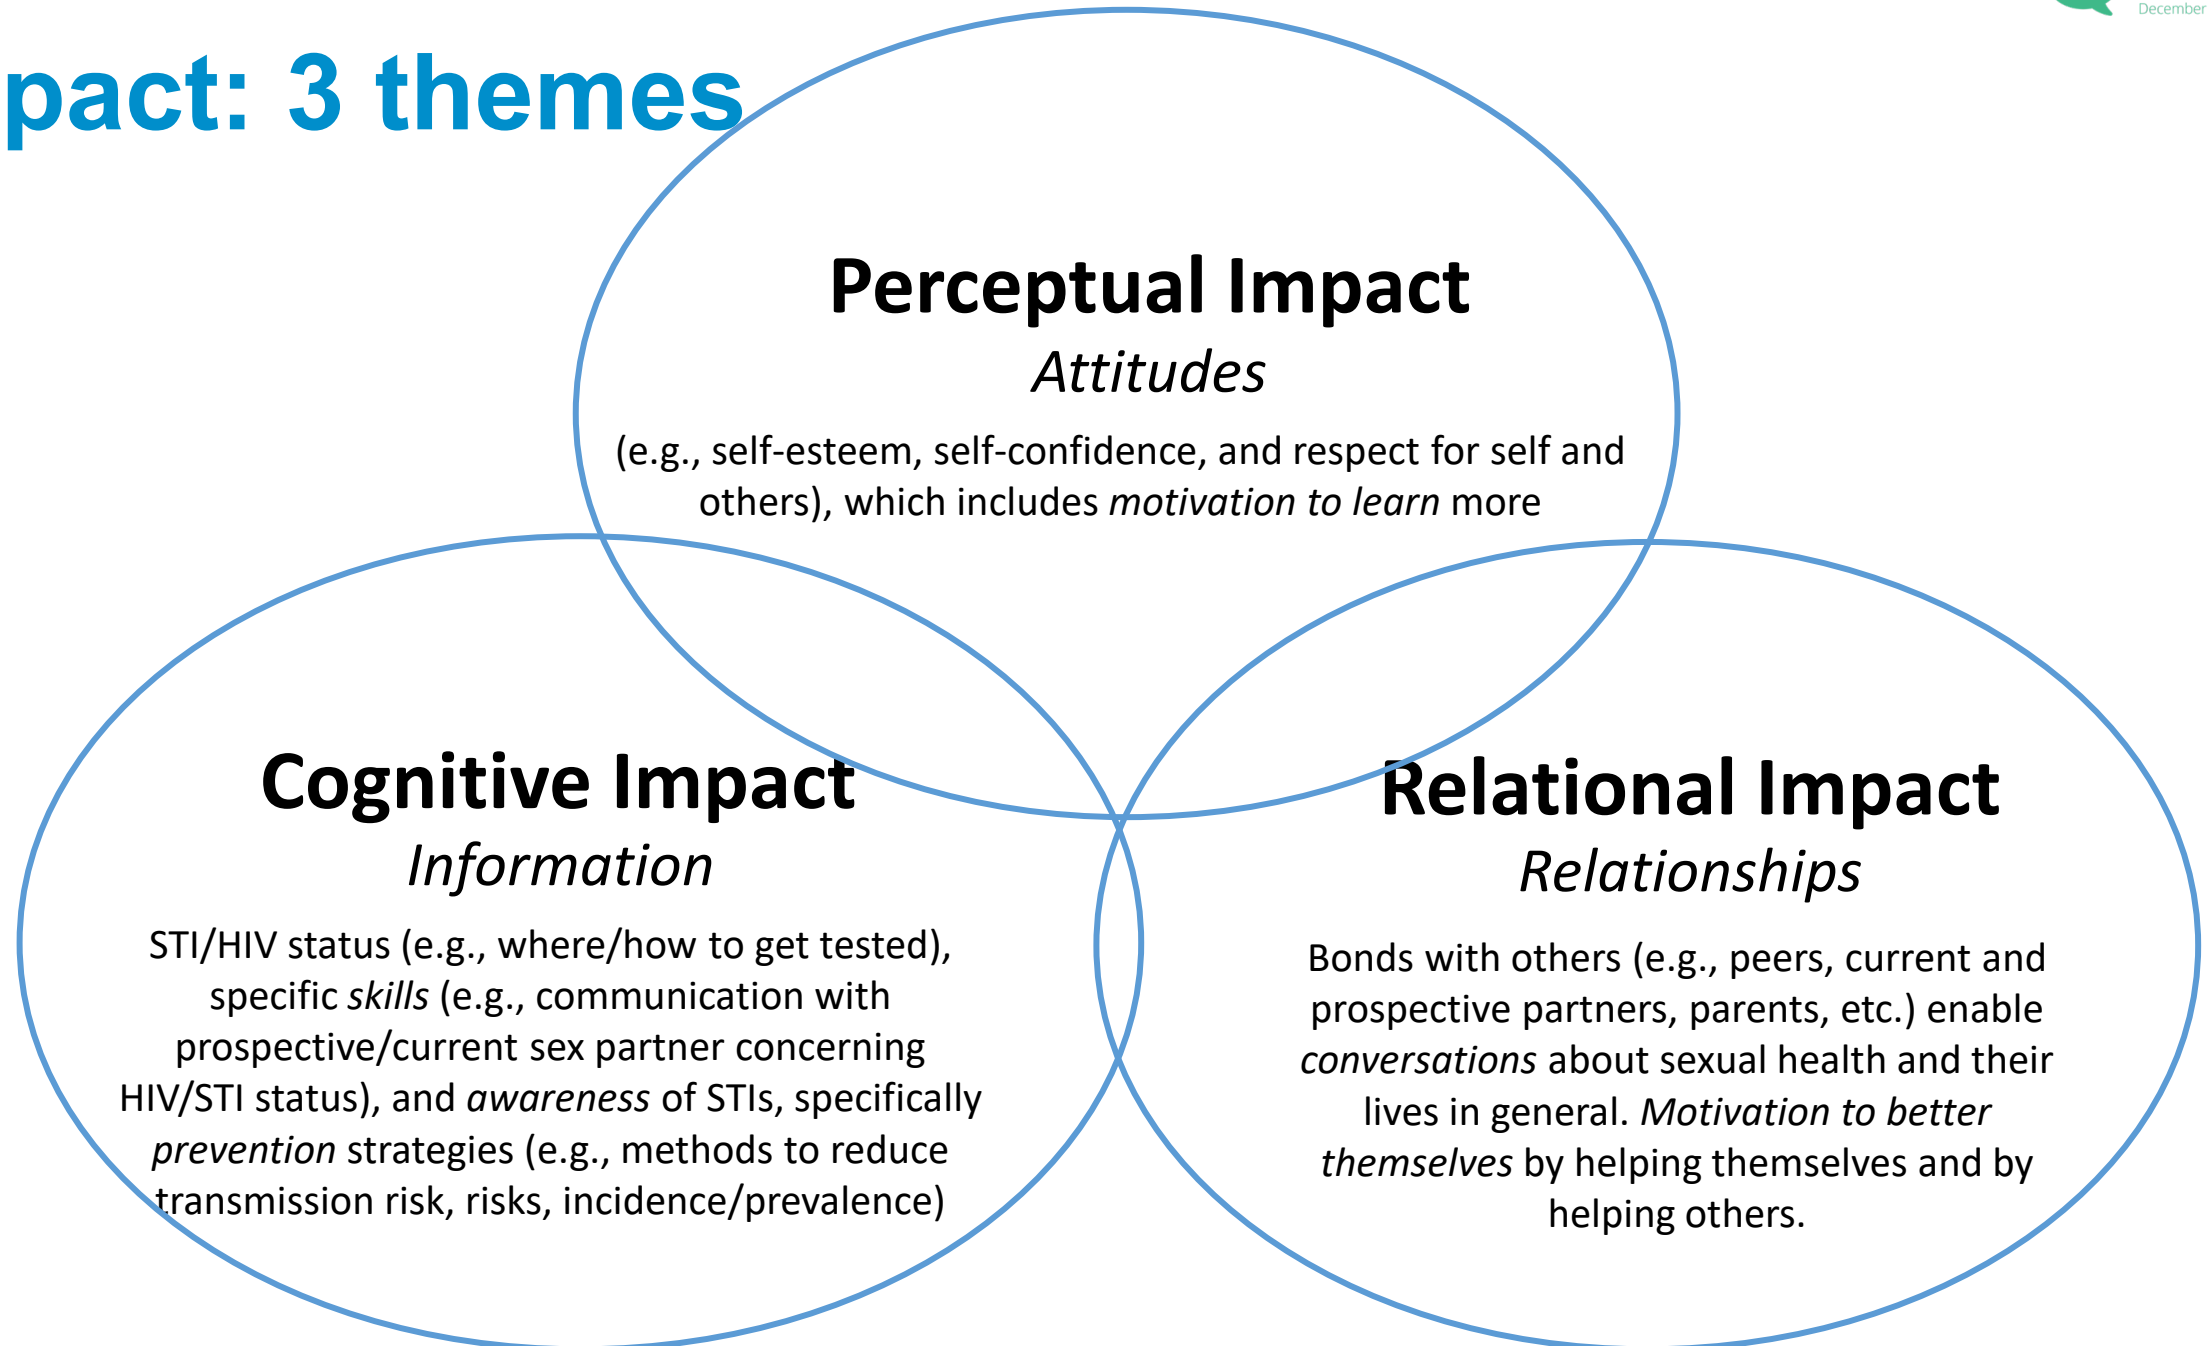 December
pact: 3 themes
Perceptual Impact
Attitudes
(e.g., self-esteem, self-confidence, and respect for self and
others), which includes motivation to learn more
Cognitive Impact
Information
STI/HIV status (e.g., where/how to get tested),
specific skills (e.g., communication with
prospective/current sex partner concerning
HIV/STI status), and awareness of STIs, specifically
prevention strategies (e.g., methods to reduce
transmission risk, risks, incidence/prevalence)
Relational Impact
Relationships
Bonds with others (e.g., peers, current and
prospective partners, parents, etc.) enable
conversations about sexual health and their
lives in general. Motivation to better
themselves by helping themselves and by
helping others.